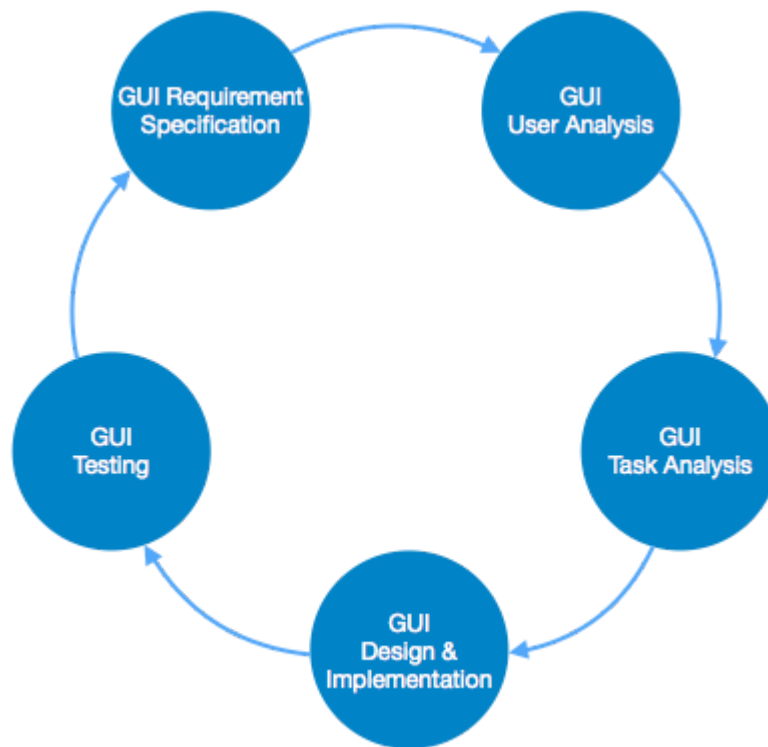 GUI Requirement
Specification
GUI
User Analysis
GUI
Task Analysis
GUI
Design &
Implementation
GUI
Testing